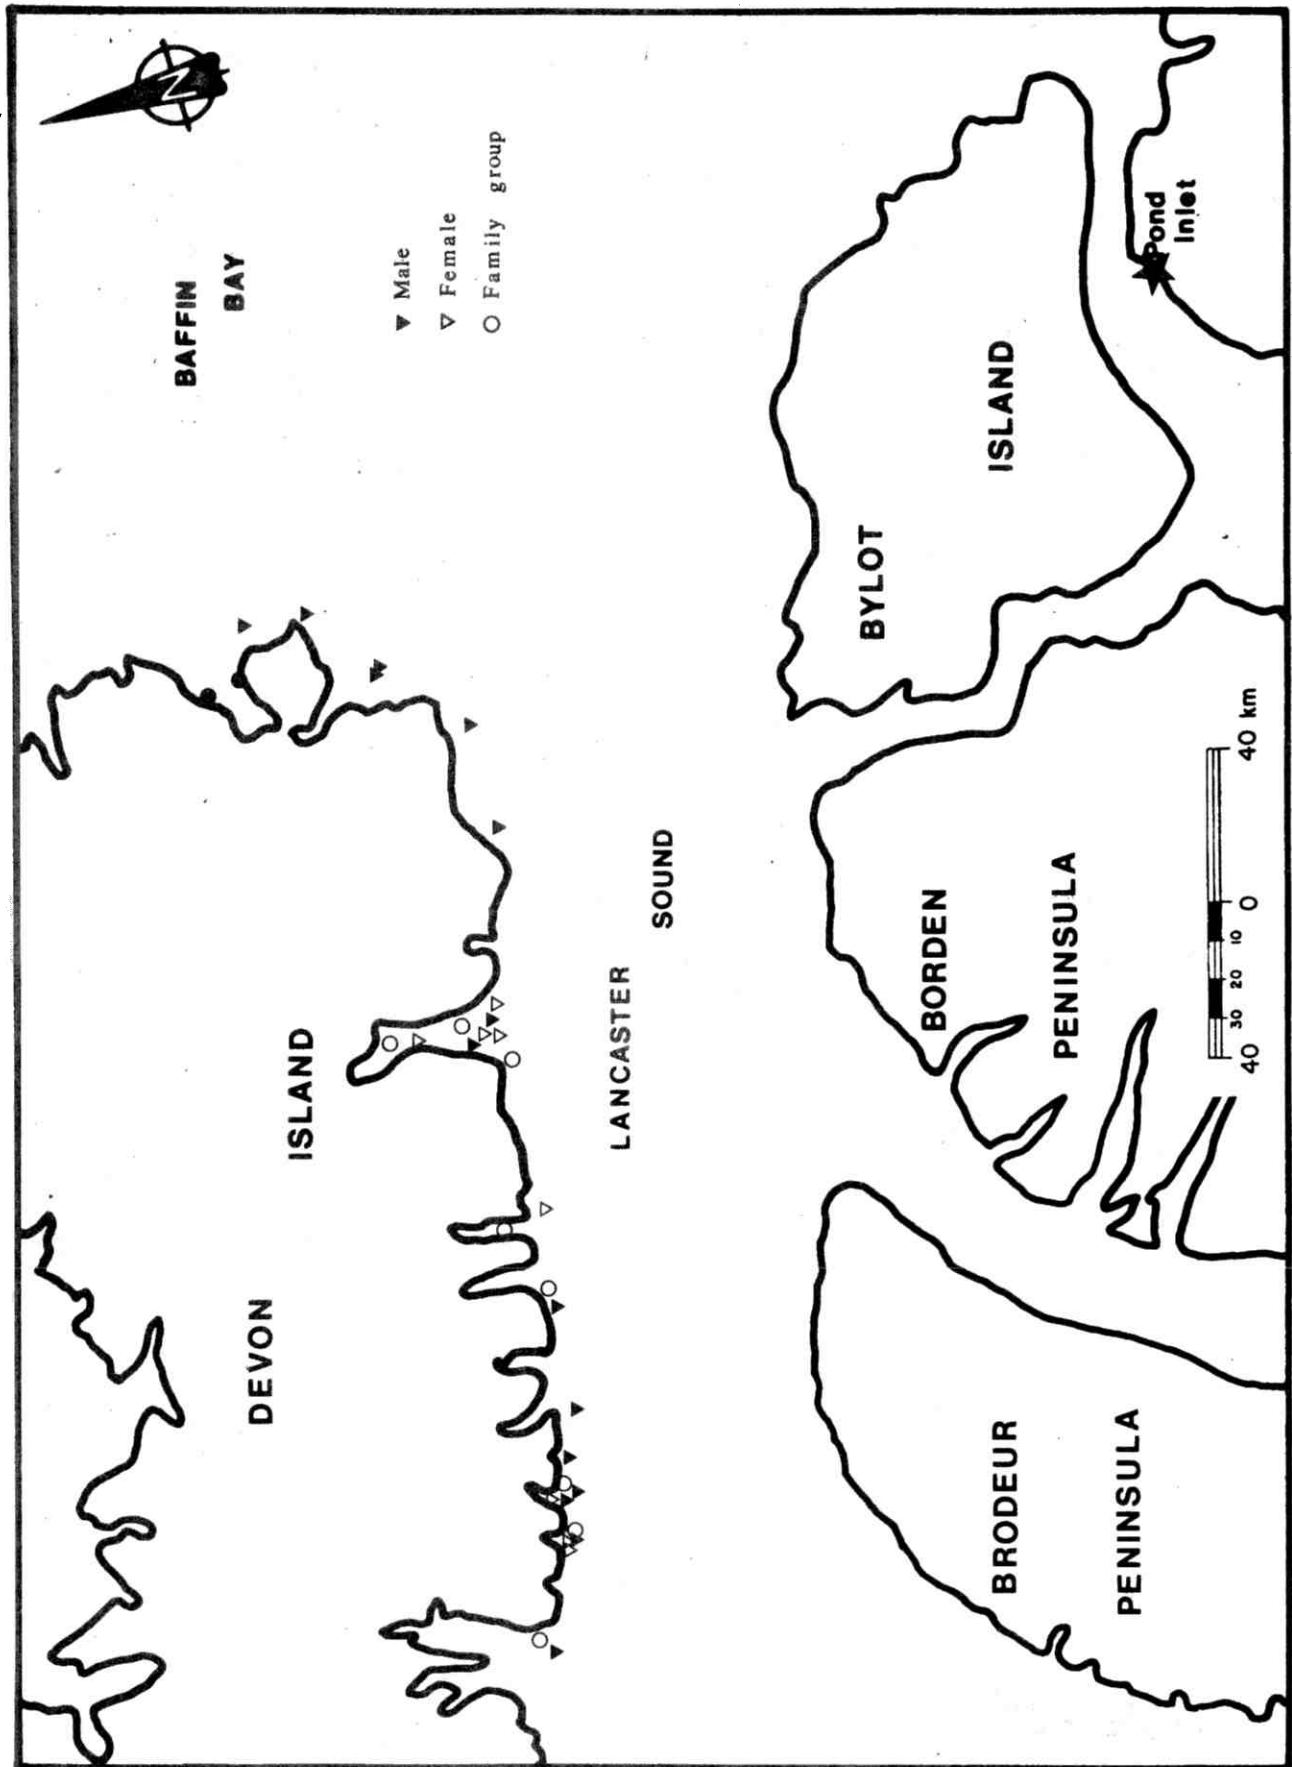 N
BAFFIN
BAY
▼ Male
▽ Female
○ Family group
DEVON
ISLAND
LANCASTER
SOUND
BYLOT
ISLAND
Pond
Inlet
BORDEN
PENINSULA
BRODEUR
PENINSULA
40 30 20 10 0 40 km